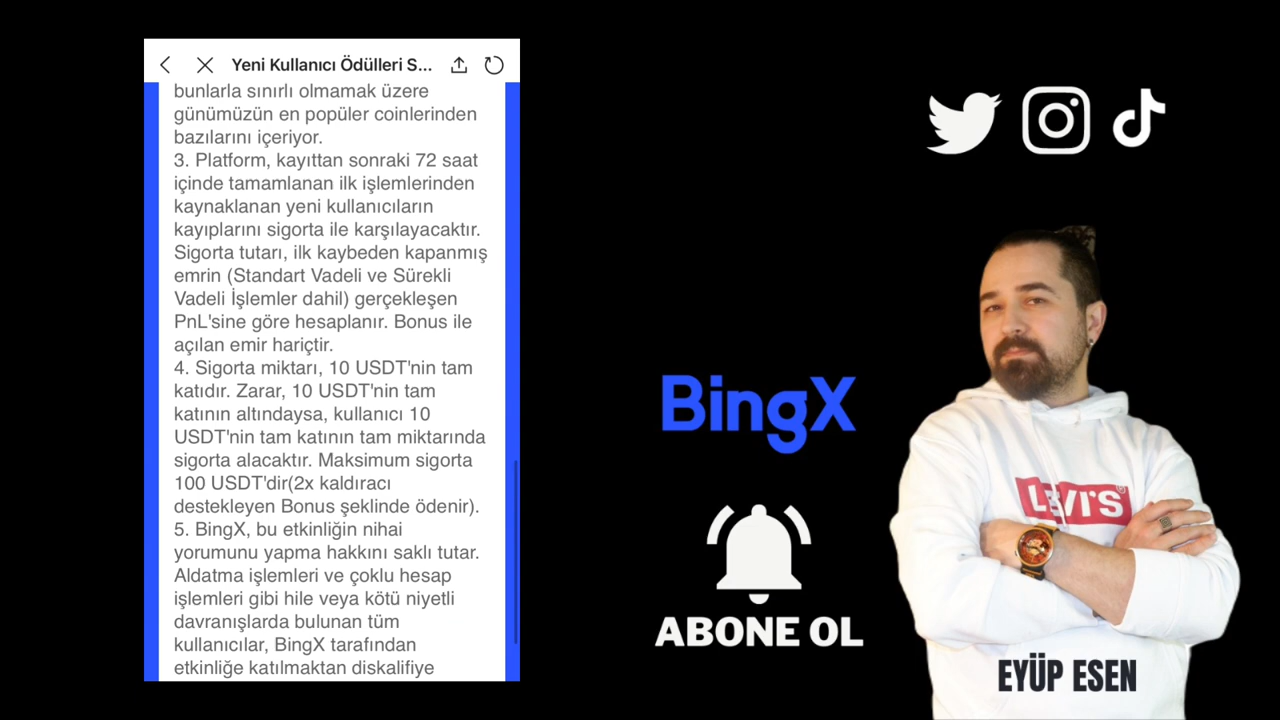 Yeni Kullanıcı Ödülleri S...
bunlarla sınırlı olmamak üzere
günümüzün en popüler coinlerinden
bazılarını içeriyor.
3. Platform, kayıttan sonraki 72 saat
içinde tamamlanan ilk işlemlerinden
kaynaklanan yeni kullanıcıların
kayıplarını sigorta ile karşılayacaktır.
Sigorta tutarı, ilk kaybeden kapanmış
emrin (Standart Vadeli ve Sürekli
Vadeli İşlemler dahil) gerçekleşen
PnL'sine göre hesaplanır. Bonus ile
açılan emir hariçtir.
4. Sigorta miktarı, 10 USDT'nin tam
katıdır. Zarar, 10 USDT'nin tam
katının altındaysa, kullanıcı 10
USDT'nin tam katının tam miktarında
sigorta alacaktır. Maksimum sigorta
100 USDT'dir(2x kaldıracı
destekleyen Bonus şeklinde ödenir).
5. BingX, bu etkinliğin nihai
yorumunu yapma hakkını saklı tutar.
Aldatma işlemleri ve çoklu hesap
işlemleri gibi hile veya kötü niyetli
davranışlarda bulunan tüm
kullanıcılar, BingX tarafından
etkinliğe katılmaktan diskalifiye
BingX
ABONE OL
LEVI'S
EYÜP ESEN